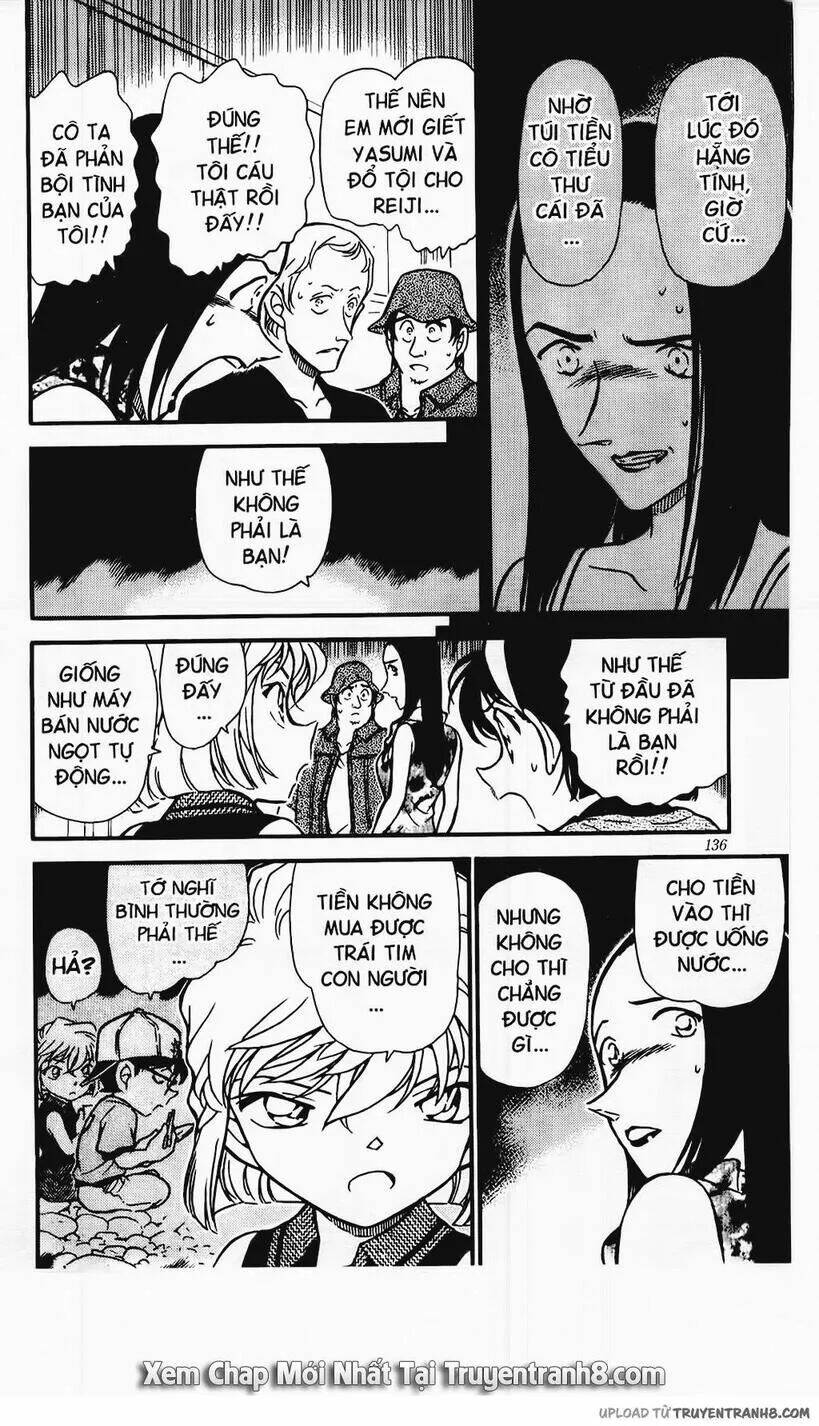 TỚI
LÚC ĐÓ
HẴNG
TÍNH,
GIỜ
CỨ...
NHỜ
TÚI TIỀN
CÔ TIỂU
THƯ
CÁI ĐÃ
...
THẾ NÊN
EM MỚI GIẾT
YASUMI VÀ
ĐỔ TỘI CHO
REIJI...
ĐÚNG
THẾ!!
TÔI CÁU
THẬT RỒI
ĐẤY!!
CÔ TA
ĐÃ PHẢN
BỘI TÌNH
BẠN CỦA
TÔI!!
NHƯ THẾ
KHÔNG
PHẢI LÀ
BẠN!
NHƯ THẾ
TỪ ĐẦU ĐÃ
KHÔNG PHẢI
LÀ BẠN
RỒI!!
ĐÚNG
ĐẤY
...
GIỐNG
NHƯ MÁY
BÁN NƯỚC
NGỌT TỰ
ĐỘNG...
136
CHO TIỀN
VÀO THÌ
ĐƯỢC UỐNG
NƯỚC...
NHƯNG
KHÔNG
CHO THÌ
CHẲNG
ĐƯỢC
GÌ...
TIỀN KHÔNG
MUA ĐƯỢC
TRÁI TIM
CON NGƯỜI
...
TỚ NGHĨ
BÌNH THƯỜNG
PHẢI THẾ
...
HẢ?
Xem Chap Mới Nhất Tại Truyentranh8.com
UPLOAD TỪ TRUYENTRANH8.COM